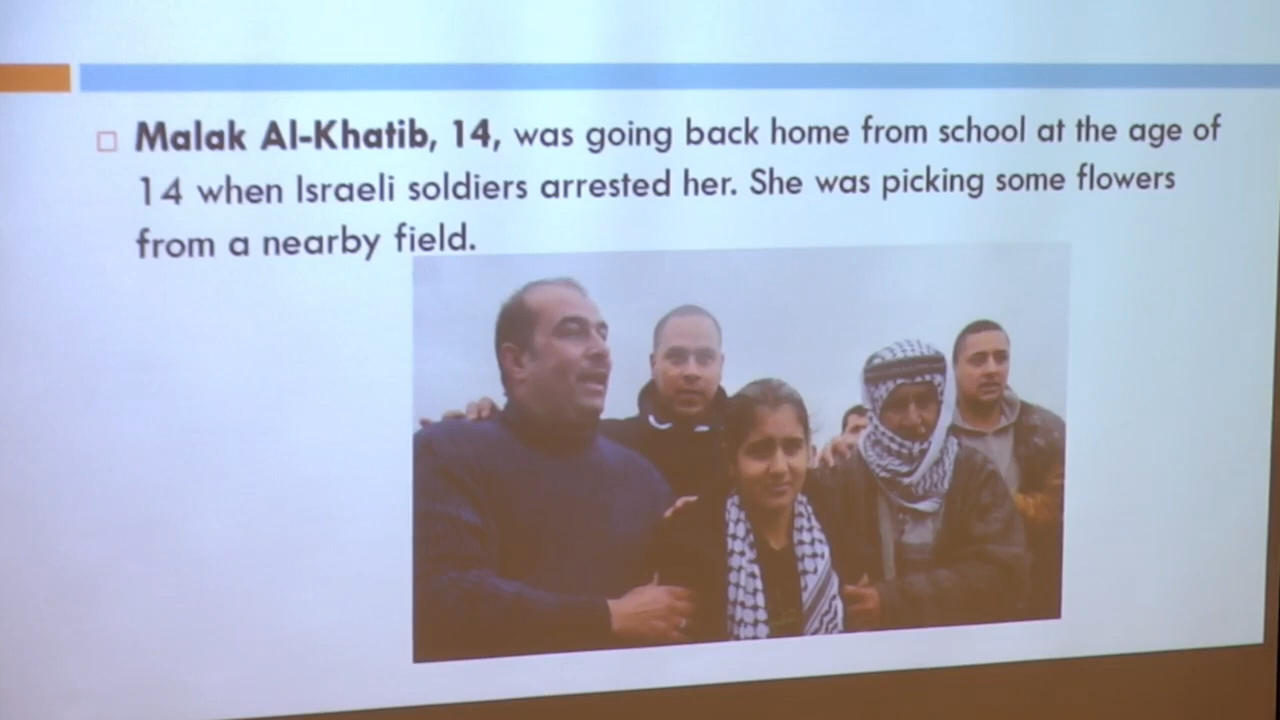 Malak Al-Khatib, 14, was going back home from school at the age of
14 when Israeli soldiers arrested her. She was picking some flowers
from a nearby field.